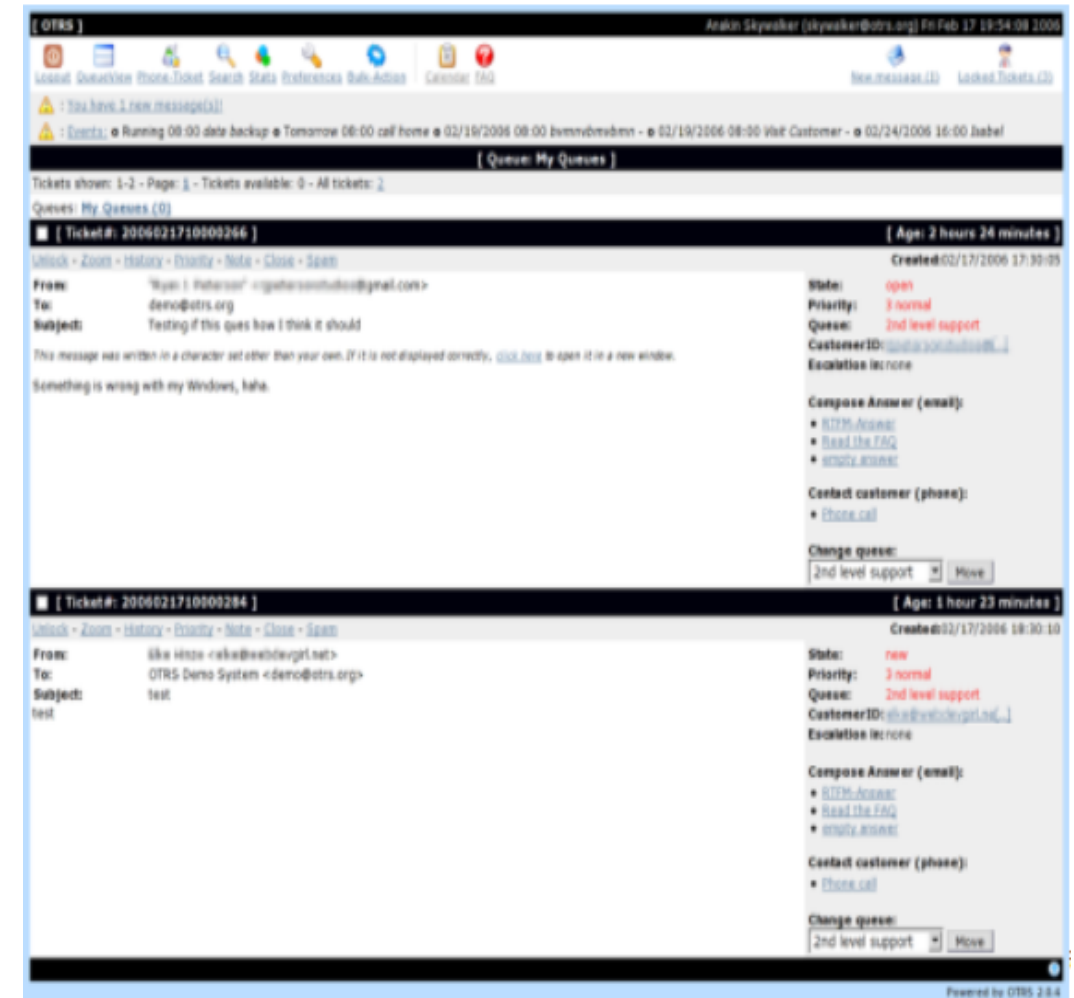 [ OTRS ] Anakin Skywalker (skywalker@otrs.org) Fri Feb 17 19:54:08 2006
Logout QueueView Phone-Ticket Search Stats Preferences Bulk-Action Calendar FAQ New message (1) Locked Tickets (2)
: You have 1 new message(s)!
: Events: Running 08:00 date backup Tomorrow 08:00 call home 02/19/2006 08:00 - 02/19/2006 08:00 Visit Customer - 02/24/2006 16:00 Isabel
[ Queue: My Queues ]
Tickets shown: 1-2 - Page: 1 - Tickets available: 0 - All tickets: 2
Queues: My Queues (0)
[ Ticket#: 2006021710000266 ] [ Age: 2 hours 24 minutes ]
Unlock - Zoom - History - Priority - Note - Close - Spam Created:02/17/2006 17:30:05
From: @gmail.com> State: open
To: demo@otrs.org Priority: 3 normal
Subject: Testing if this ques how I think it should Queue: 2nd level support
CustomerID:
This message was written in a character set other than your own. If it is not displayed correctly, click here to open it in a new window.
Escalation in:none
Something is wrong with my Windows, haha.
Compose Answer (email):
RTFM-Answer
Read the FAQ
empty answer
Contact customer (phone):
Phone call
Change queue:
2nd level support Move
[ Ticket#: 2006021710000284 ] [ Age: 1 hour 23 minutes ]
Unlock - Zoom - History - Priority - Note - Close - Spam Created:02/17/2006 18:30:10
From: State: new
To: OTRS Demo System <demo@otrs.org> Priority: 3 normal
Subject: test Queue: 2nd level support
test CustomerID:
Escalation in:none
Compose Answer (email):
RTFM-Answer
Read the FAQ
empty answer
Contact customer (phone):
Phone call
Change queue:
2nd level support Move
Powered by OTRS 2.0.4